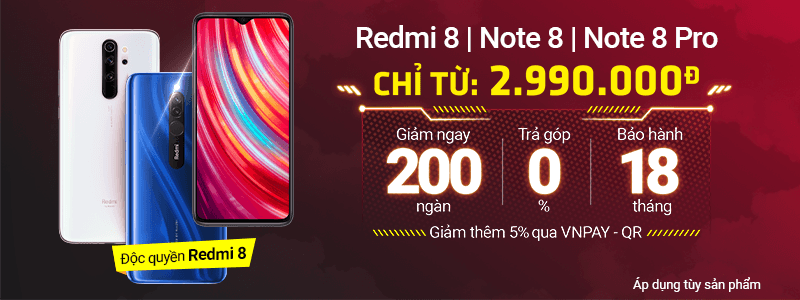 Redmi 8 | Note 8 | Note 8 Pro
CHỈ TỪ: 2.990.000Đ
Giảm ngay
200
ngàn
Trả góp
0
%
Bảo hành
18
tháng
Giảm thêm 5% qua VNPAY - QR
Redmi
Redmi
Độc quyền Redmi 8
Áp dụng tùy sản phẩm